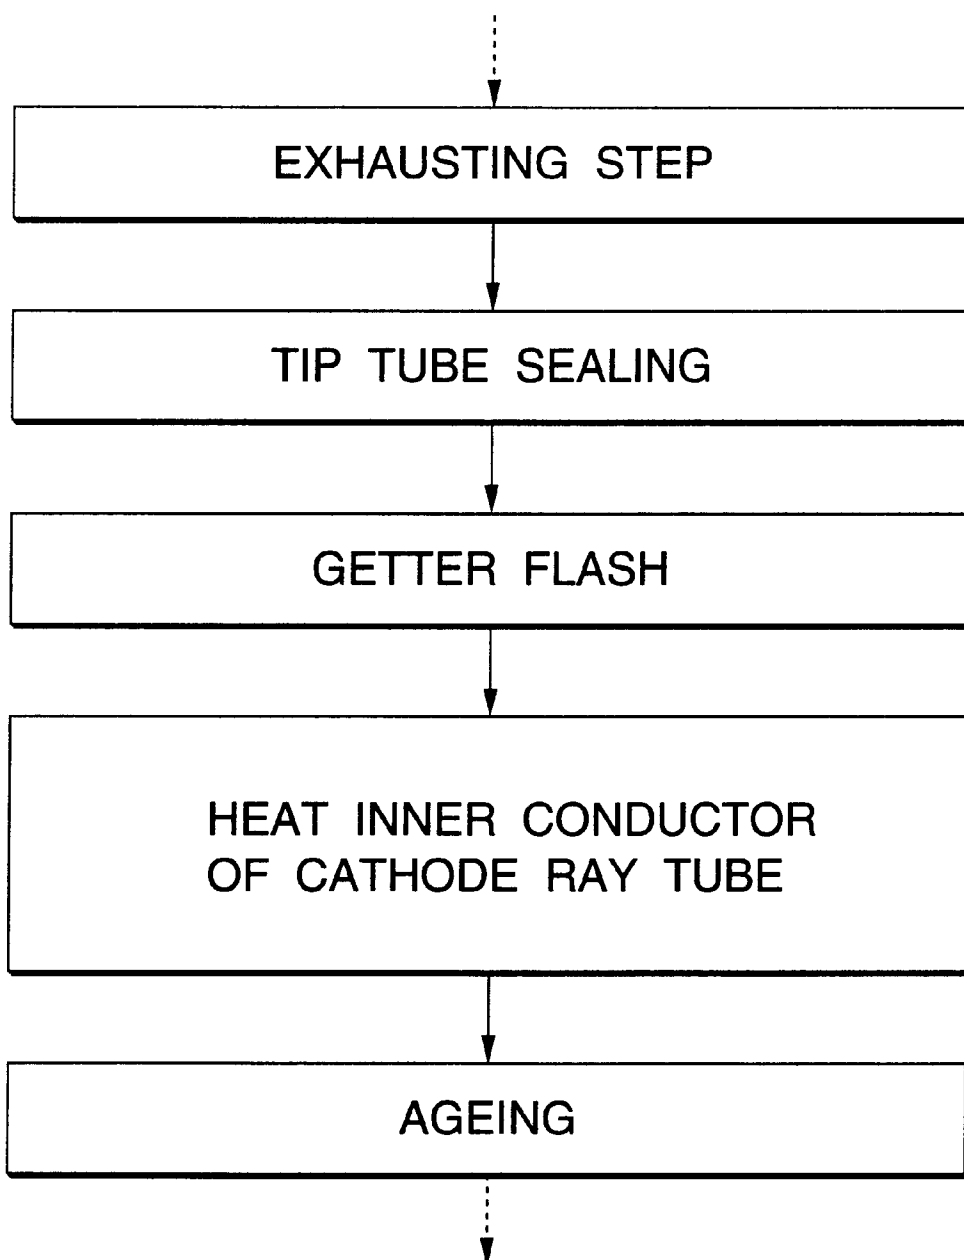 EXHAUSTING STEP
TIP TUBE SEALING
GETTER FLASH
HEAT INNER CONDUCTOR
OF CATHODE RAY TUBE
AGEING